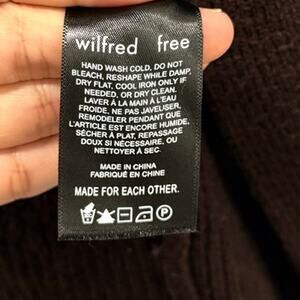 wilfred free
HAND WASH COLD. DO NOT
BLEACH, RESHAPE WHILE DAMP,
DRY FLAT, COOL IRON ONLY IF
NEEDED. OR DRY CLEAN.
LAVER À LA MAIN À L'EAU
FROIDE, NE PAS JAVEUSER,
REMODELER PENDANT QUE
L'ARTICLE EST ENCORE HUMIDE,
SÉCHER À PLAT, REPASSAGE
DOUX SI NÉCESSAIRE, OU
NETTOYER À SEC.
MADE IN CHINA
FABRIQUÉ EN CHINE
MADE FOR EACH OTHER.
P